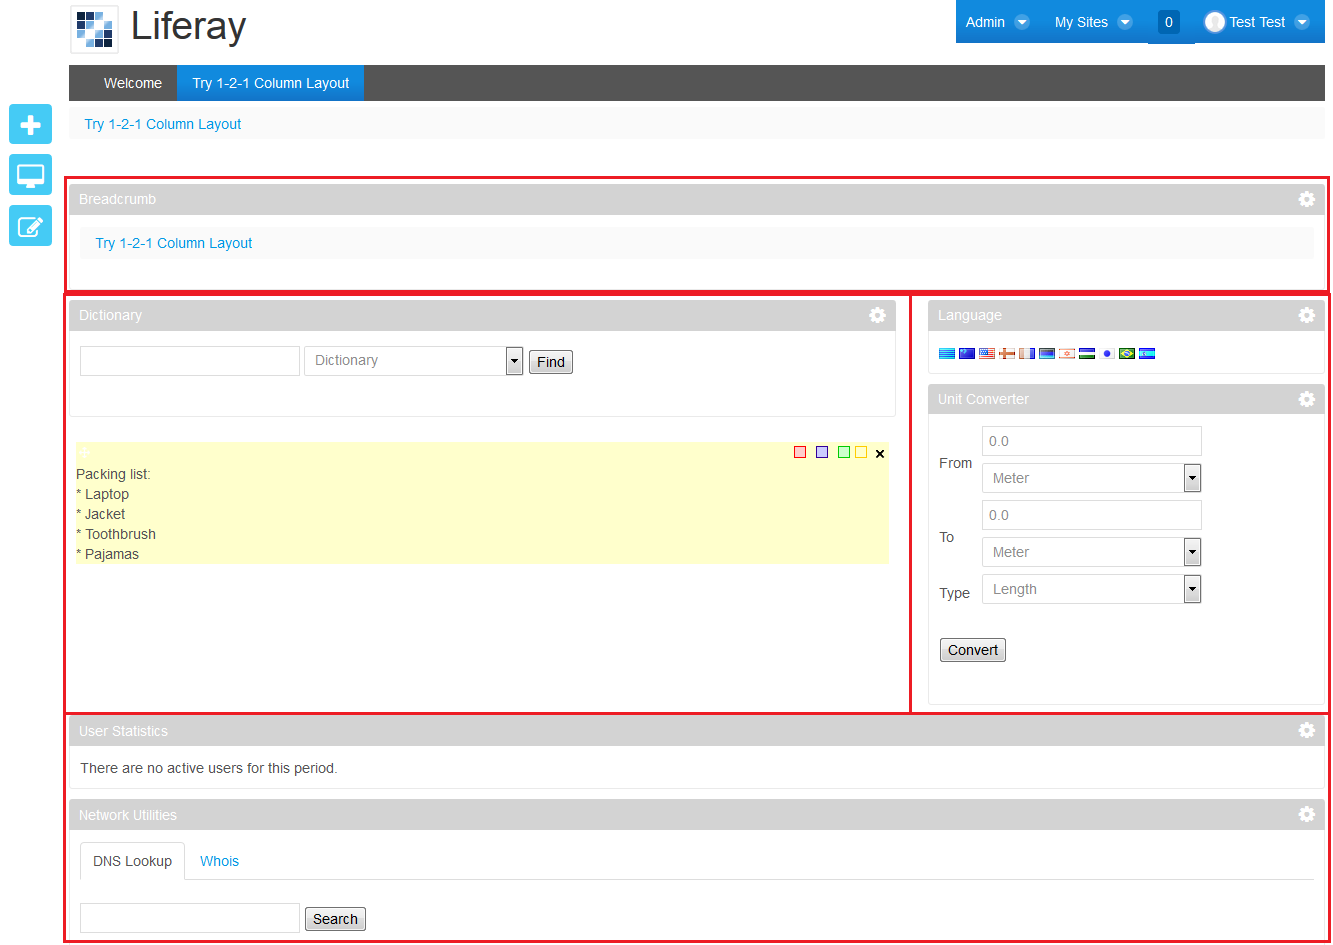 Liferay
Admin My Sites 0 Test Test
Welcome Try 1-2-1 Column Layout
Try 1-2-1 Column Layout
Breadcrumb
Try 1-2-1 Column Layout
Dictionary
Dictionary Find
Packing list:
* Laptop
* Jacket
* Toothbrush
* Pajamas
Language
Unit Converter
0.0
From
Meter
0.0
To
Meter
Type Length
Convert
User Statistics
There are no active users for this period.
Network Utilities
DNS Lookup Whois
Search